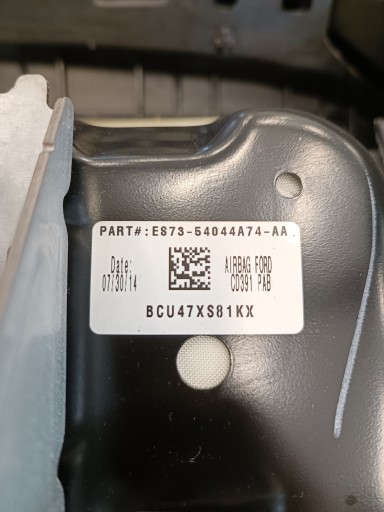 PART#:ES73-54044A74-AA
Date:
07/30/14
AIRBAG FORD
CD391 PAB
BCU47XS81KX